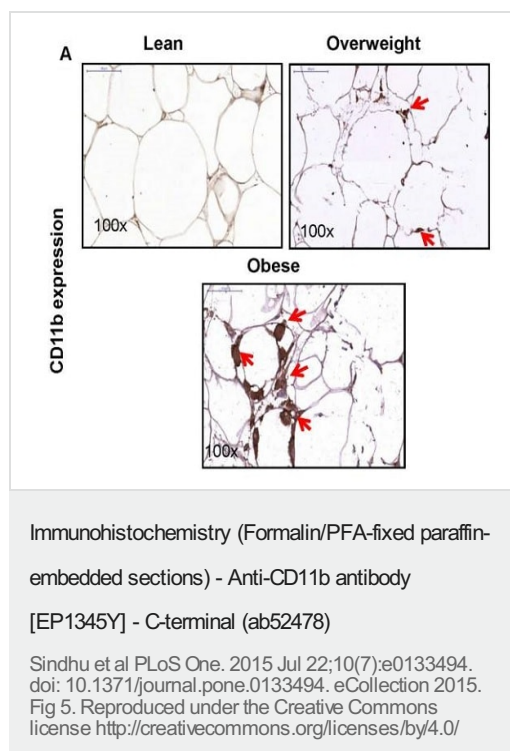 A
Lean
Overweight
100x
100x
Obese
CD11b expression
100x
Immunohistochemistry (Formalin/PFA-fixed paraffin-
embedded sections) - Anti-CD11b antibody
[EP1345Y] - C-terminal (ab52478)
Sindhu et al PLoS One. 2015 Jul 22;10(7):e0133494.
doi: 10.1371/journal.pone.0133494. eCollection 2015.
Fig 5. Reproduced under the Creative Commons
license http://creativecommons.org/licenses/by/4.0/